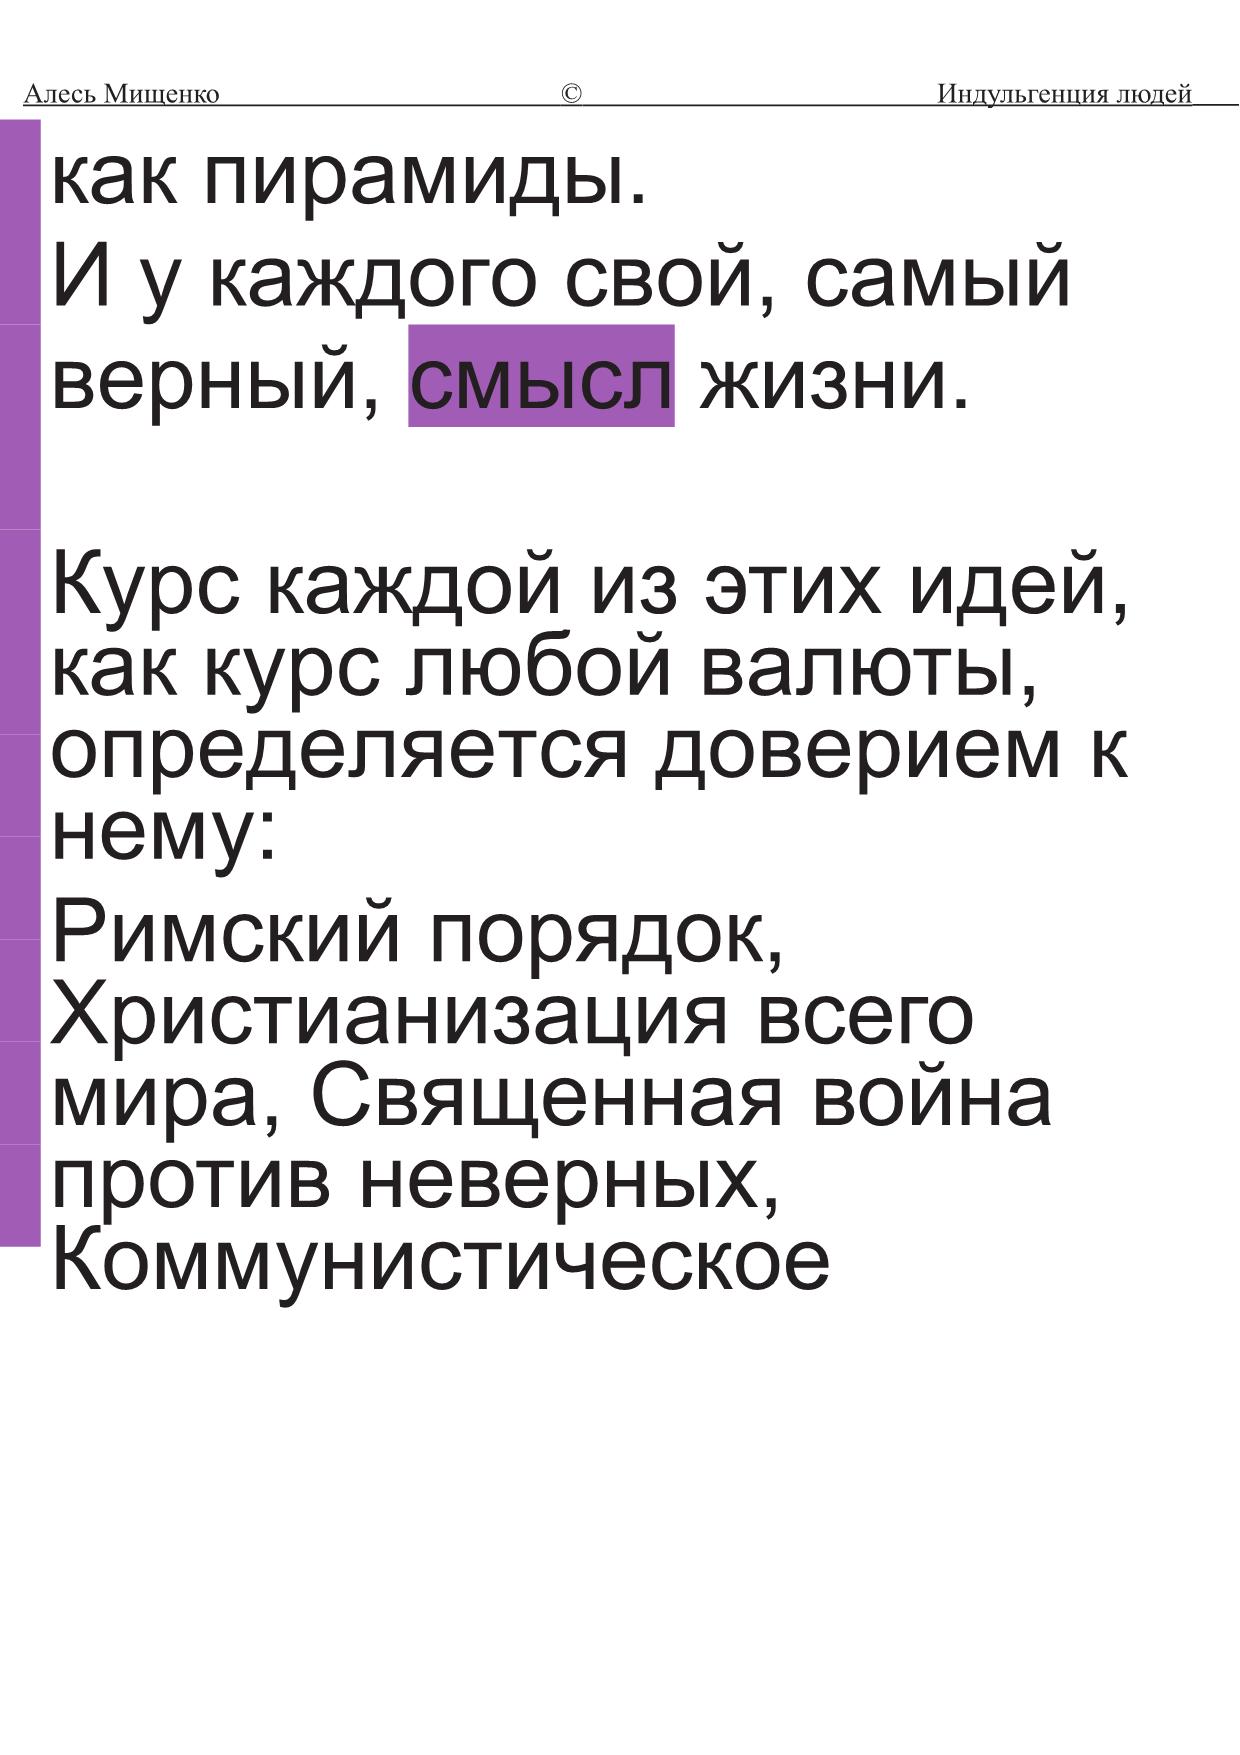 Алесь Мищенко © Индульгенция людей
как пирамиды.
И у каждого свой, самый
верный, смысл жизни.
Курс каждой из этих идей,
как курс любой валюты,
определяется доверием к
нему:
Римский порядок,
Христианизация всего
мира, Священная война
против неверных,
Коммунистическое